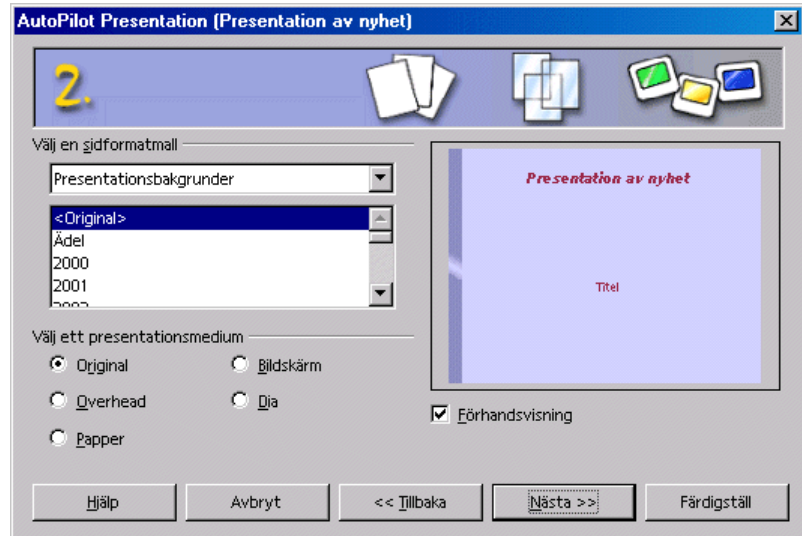 AutoPilot Presentation (Presentation av nyhet)
2.
Välj en sidformatmall
Presentationsbakgrunder
<Original>
Ädel
2000
2001
Presentation av nyhet
Titel
Välj ett presentationsmedium
Original
Bildskärm
Overhead
Dia
Papper
Förhandsvisning
Hjälp
Avbryt
<< Tillbaka
Nästa >>
Färdigställ